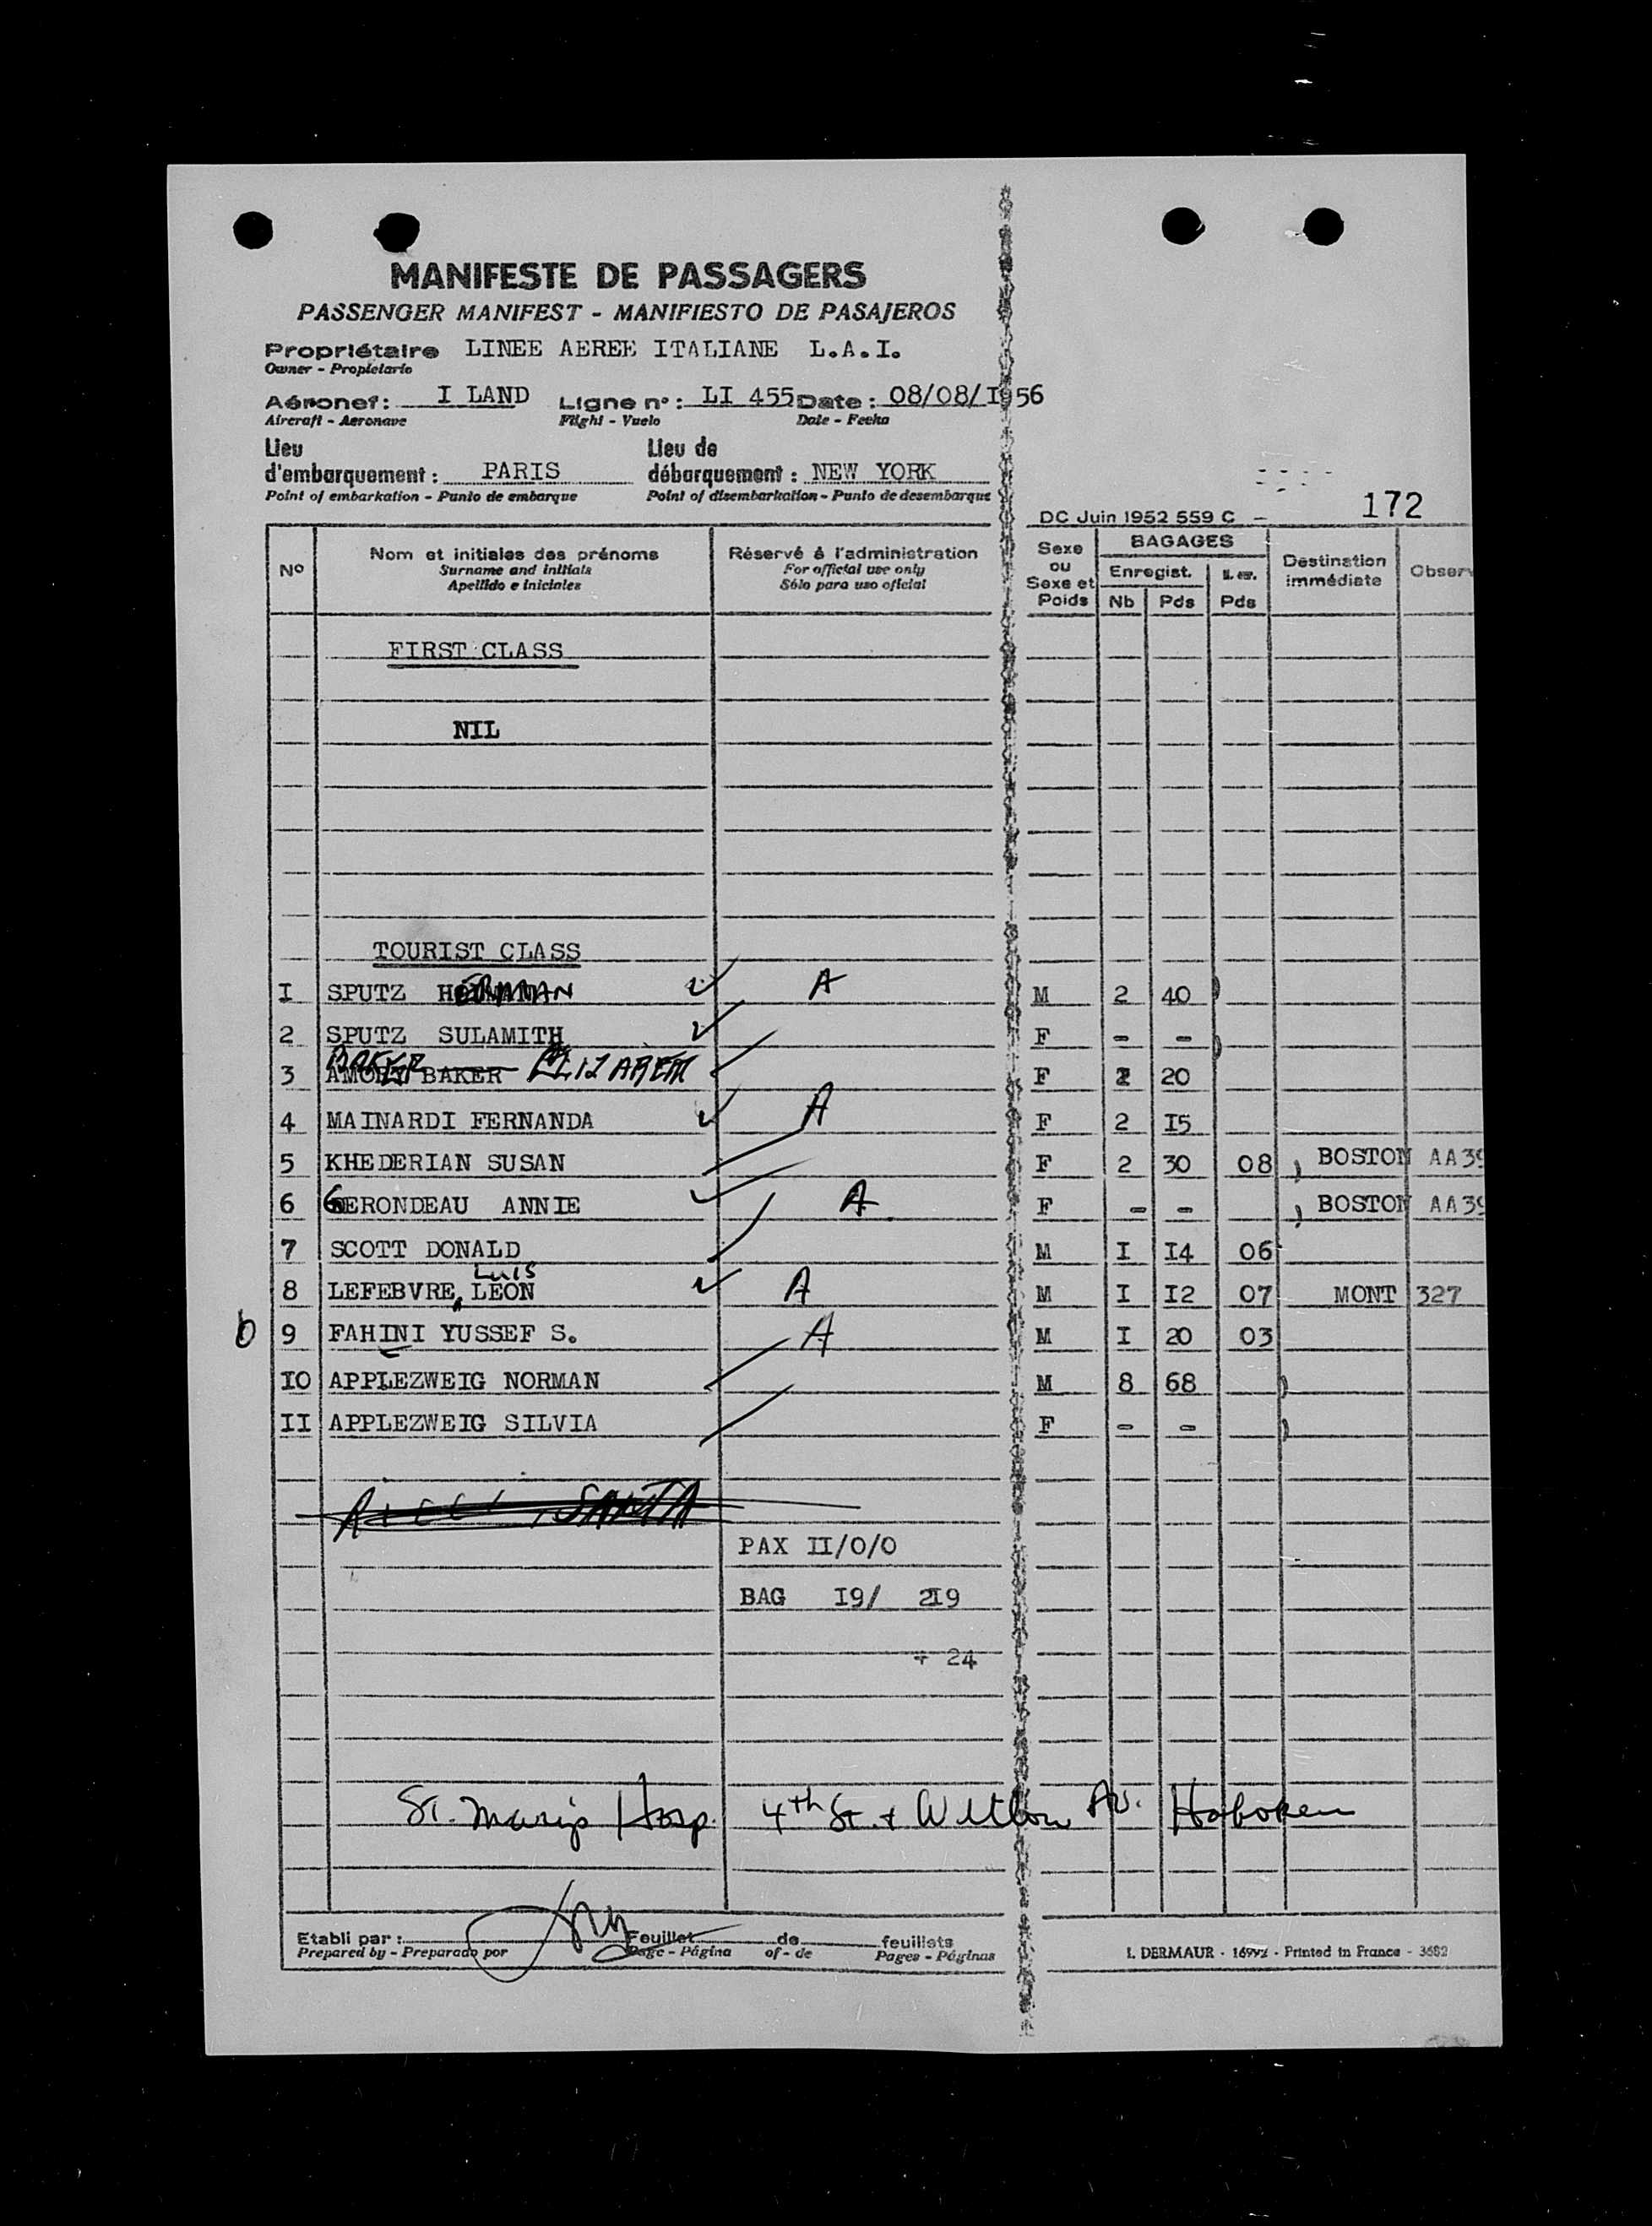 MANIFESTE DE PASSAGERS
PASSENGER MANIFEST - MANIFIESTO DE PASAJEROS
Propriétaire LINEE AEREE ITALIANE L.A.I.
Owner - Propietario
Aéronef: I LAND Ligne n°: LI 455 Date: 08/08/I956
Aircraft - Aeronave Flight - Vuelo Date - Fecha
Lieu Lieu de
d'embarquement: PARIS débarquement: NEW YORK
Point of embarkation - Punto de embarque Point of disembarkation - Punto de desembarque
DC Juin 1952 559 C - 172
N° Nom et initiales des prénoms Réservé à l'administration Sexe ou Sexe et Poids BAGAGES Destination immédiate Observ
Surname and initials For official use only Enregist.
Apellido e iniciales Sólo para uso oficial Nb Pds Pds
FIRST CLASS
NIL
TOURIST CLASS
I SPUTZ HERMAN A M 2 40
2 SPUTZ SULAMITH F - -
BAKER ELIZABETH
3 BAKER F 20
4 MAINARDI FERNANDA A F 2 I5
5 KHEDERIAN SUSAN F 2 30 08 ) BOSTON AA39
6 GERONDEAU ANNIE A F - - ) BOSTON AA39
7 SCOTT DONALD M I I4 06
LUIS
8 LEFEBVRE, LEON A M I I2 07 MONT 327
b 9 FAHINI YUSSEF S. A M I 20 03
IO APPLEZWEIG NORMAN M 8 68
II APPLEZWEIG SILVIA F - -
SANTA
PAX II/0/0
BAG I9/ 2I9
+ 24
St. Mary's Hosp. 4th St. + Willow Av. Hoboken
Etabli par: Feuillet de feuillets
Prepared by - Preparado por Page - Página of - de Pages - Páginas
Printed in France - 3682